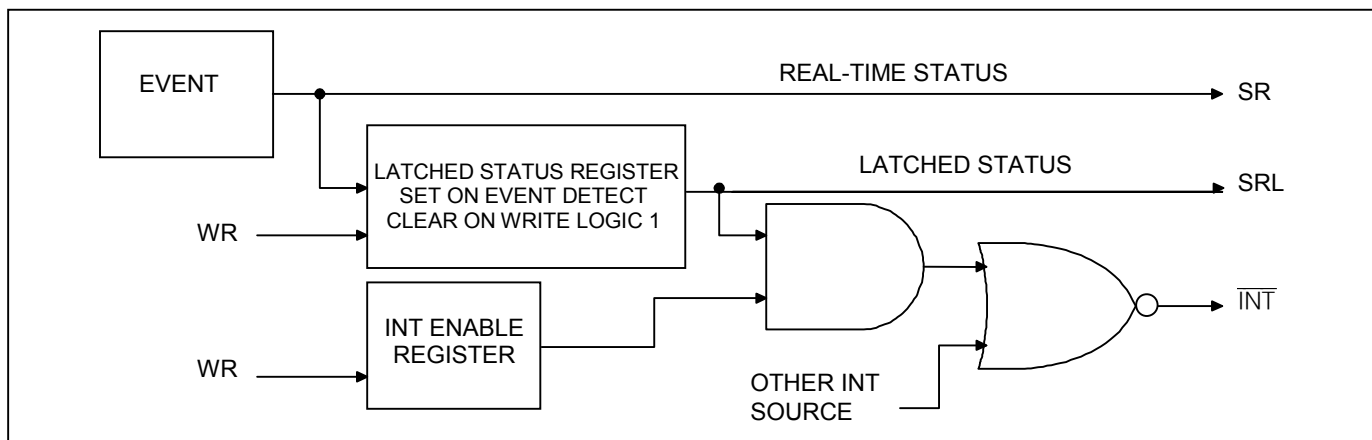 EVENT
REAL-TIME STATUS
SR
LATCHED STATUS REGISTER
SET ON EVENT DETECT
CLEAR ON WRITE LOGIC 1
LATCHED STATUS
SRL
WR
INT ENABLE
REGISTER
WR
OTHER INT
SOURCE
I̅N̅T̅